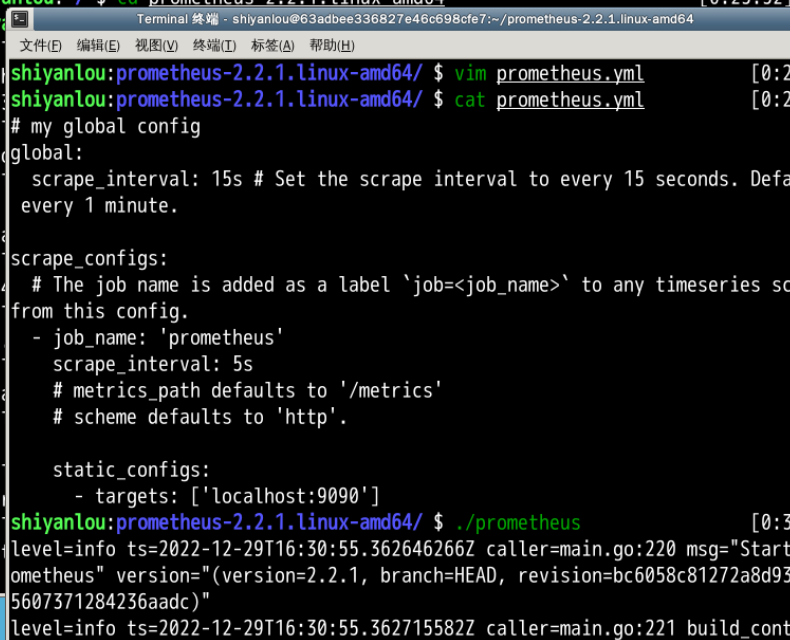 Terminal 终端 - shiyanlou@63adbee336827e46c698cfe7:~/prometheus-2.2.1.linux-amd64
文件(F) 编辑(E) 视图(V) 终端(T) 标签(A) 帮助(H)
shiyanlou:prometheus-2.2.1.linux-amd64/ $ vim prometheus.yml [0:2
shiyanlou:prometheus-2.2.1.linux-amd64/ $ cat prometheus.yml [0:2
# my global config
global:
  scrape_interval: 15s # Set the scrape interval to every 15 seconds. Defa
 every 1 minute.
scrape_configs:
  # The job name is added as a label `job=<job_name>` to any timeseries sc
from this config.
  - job_name: 'prometheus'
    scrape_interval: 5s
    # metrics_path defaults to '/metrics'
    # scheme defaults to 'http'.
    static_configs:
      - targets: ['localhost:9090']
shiyanlou:prometheus-2.2.1.linux-amd64/ $ ./prometheus [0:3
level=info ts=2022-12-29T16:30:55.362646266Z caller=main.go:220 msg="Start
ometheus" version="(version=2.2.1, branch=HEAD, revision=bc6058c81272a8d93
5607371284236aadc)"
level=info ts=2022-12-29T16:30:55.362715582Z caller=main.go:221 build_cont